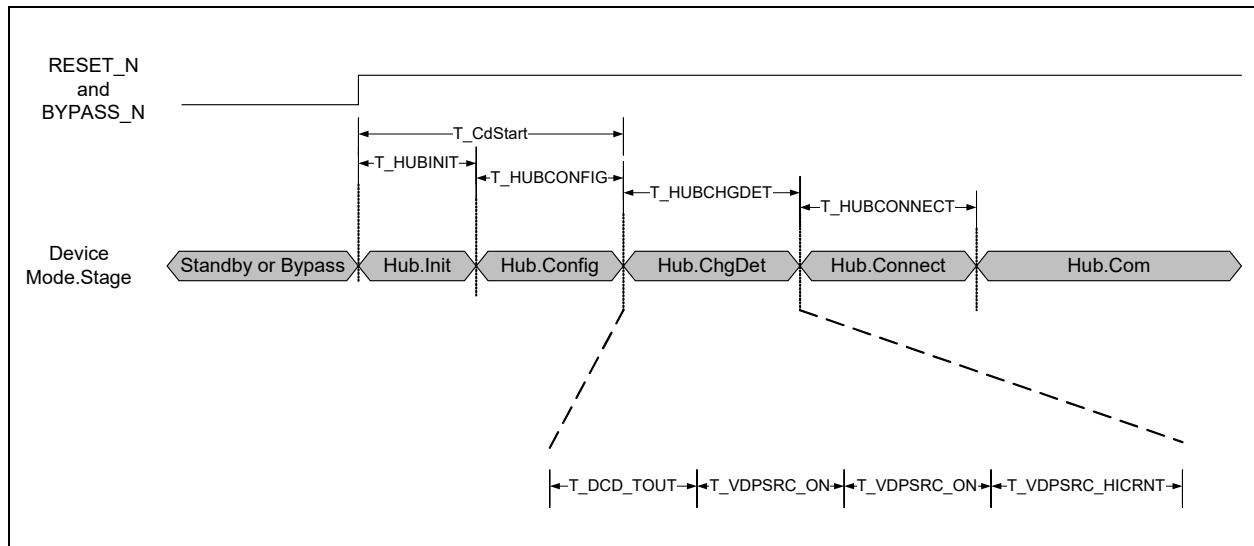 RESET_N
and
BYPASS_N
T_CdStart
T_HUBINIT
T_HUBCONFIG
T_HUBCHGDET
T_HUBCONNECT
Device
Mode.Stage
Standby or Bypass
Hub.Init
Hub.Config
Hub.ChgDet
Hub.Connect
Hub.Com
T_DCD_TOUT
T_VDPSRC_ON
T_VDPSRC_ON
T_VDPSRC_HICRNT